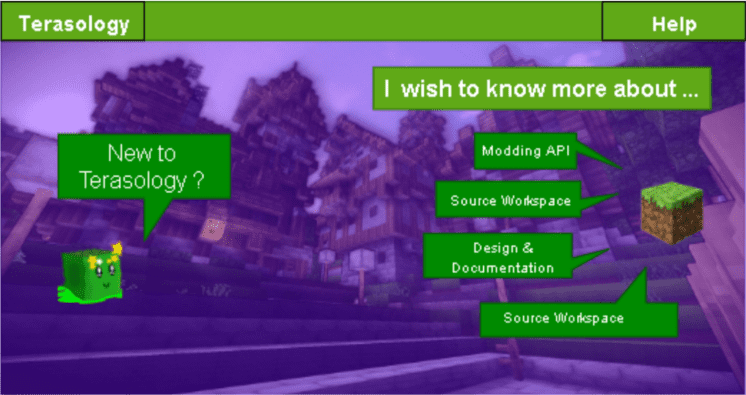 Terasology
Help
I wish to know more about ...
New to
Terasology ?
Modding API
Source Workspace
Design &
Documentation
Source Workspace